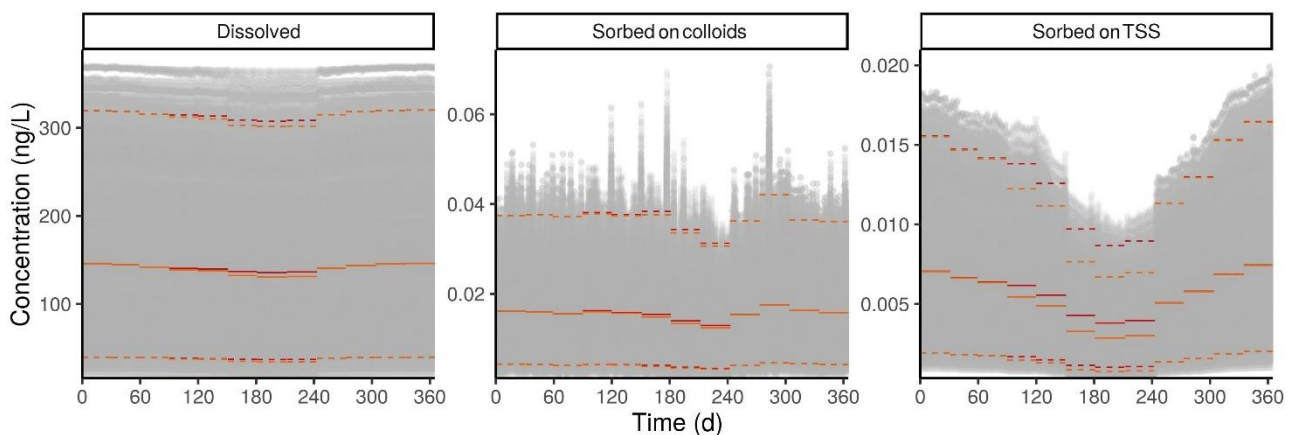 Dissolved
Sorbed on colloids
Sorbed on TSS
Concentration (ng/L)
300
200
100
0 60 120 180 240 300 360
0.06
0.04
0.02
0 60 120 180 240 300 360
0.020
0.015
0.010
0.005
0 60 120 180 240 300 360
Time (d)